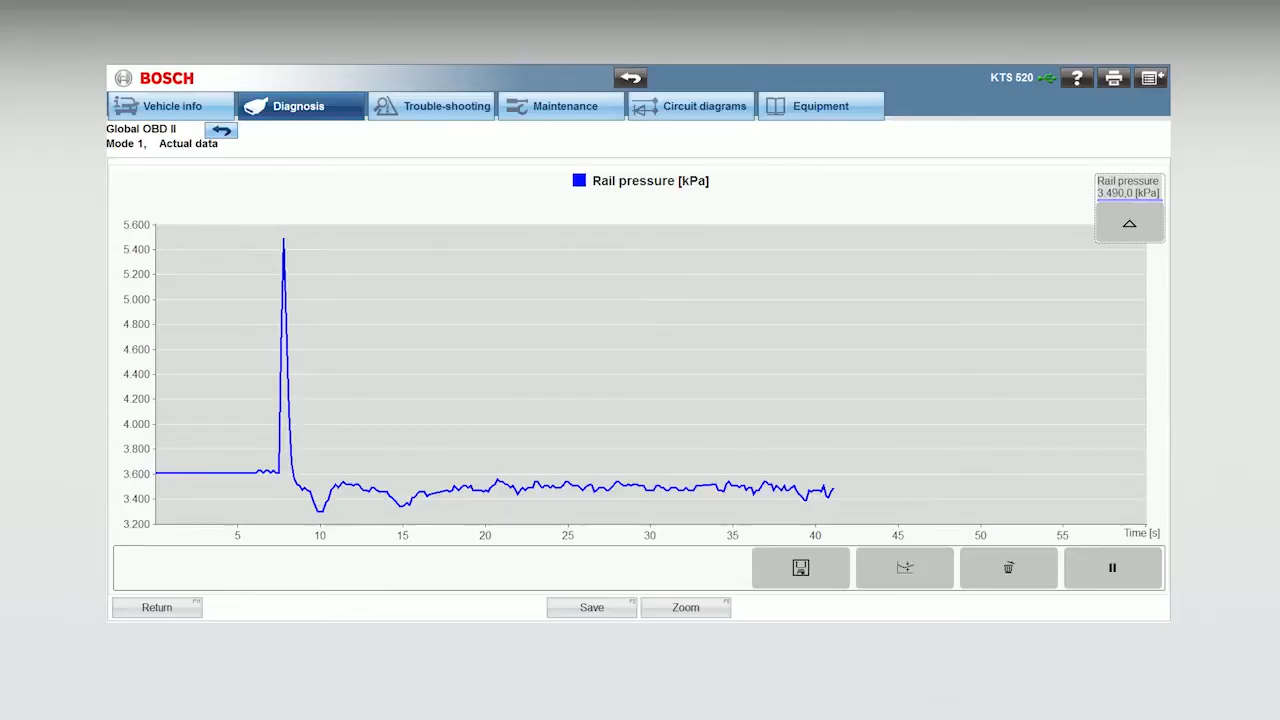 BOSCH
KTS 520
?
Vehicle info
Diagnosis
Trouble-shooting
Maintenance
Circuit diagrams
Equipment
Global OBD II
Mode 1, Actual data
Rail pressure [kPa]
Rail pressure
3.490,0 [kPa]
5.600
5.400
5.200
5.000
4.800
4.600
4.400
4.200
4.000
3.800
3.600
3.400
3.200
5 10 15 20 25 30 35 40 45 50 55 Time [s]
Return
Save
Zoom